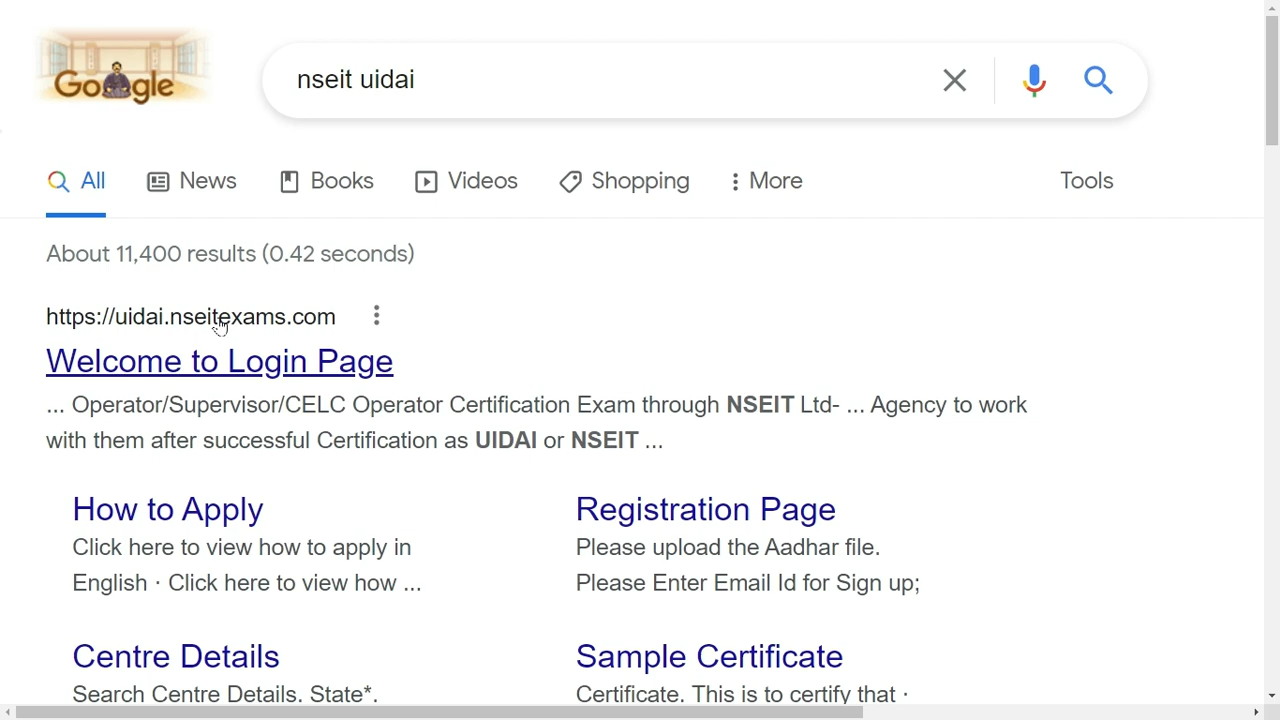 Google
nseit uidai
All News Books Videos Shopping More Tools
About 11,400 results (0.42 seconds)
https://uidai.nseitexams.com
Welcome to Login Page
... Operator/Supervisor/CELC Operator Certification Exam through NSEIT Ltd- ... Agency to work
with them after successful Certification as UIDAI or NSEIT ...
How to Apply
Click here to view how to apply in
English · Click here to view how ...
Registration Page
Please upload the Aadhar file.
Please Enter Email Id for Sign up;
Centre Details
Search Centre Details. State*.
Sample Certificate
Certificate. This is to certify that ·